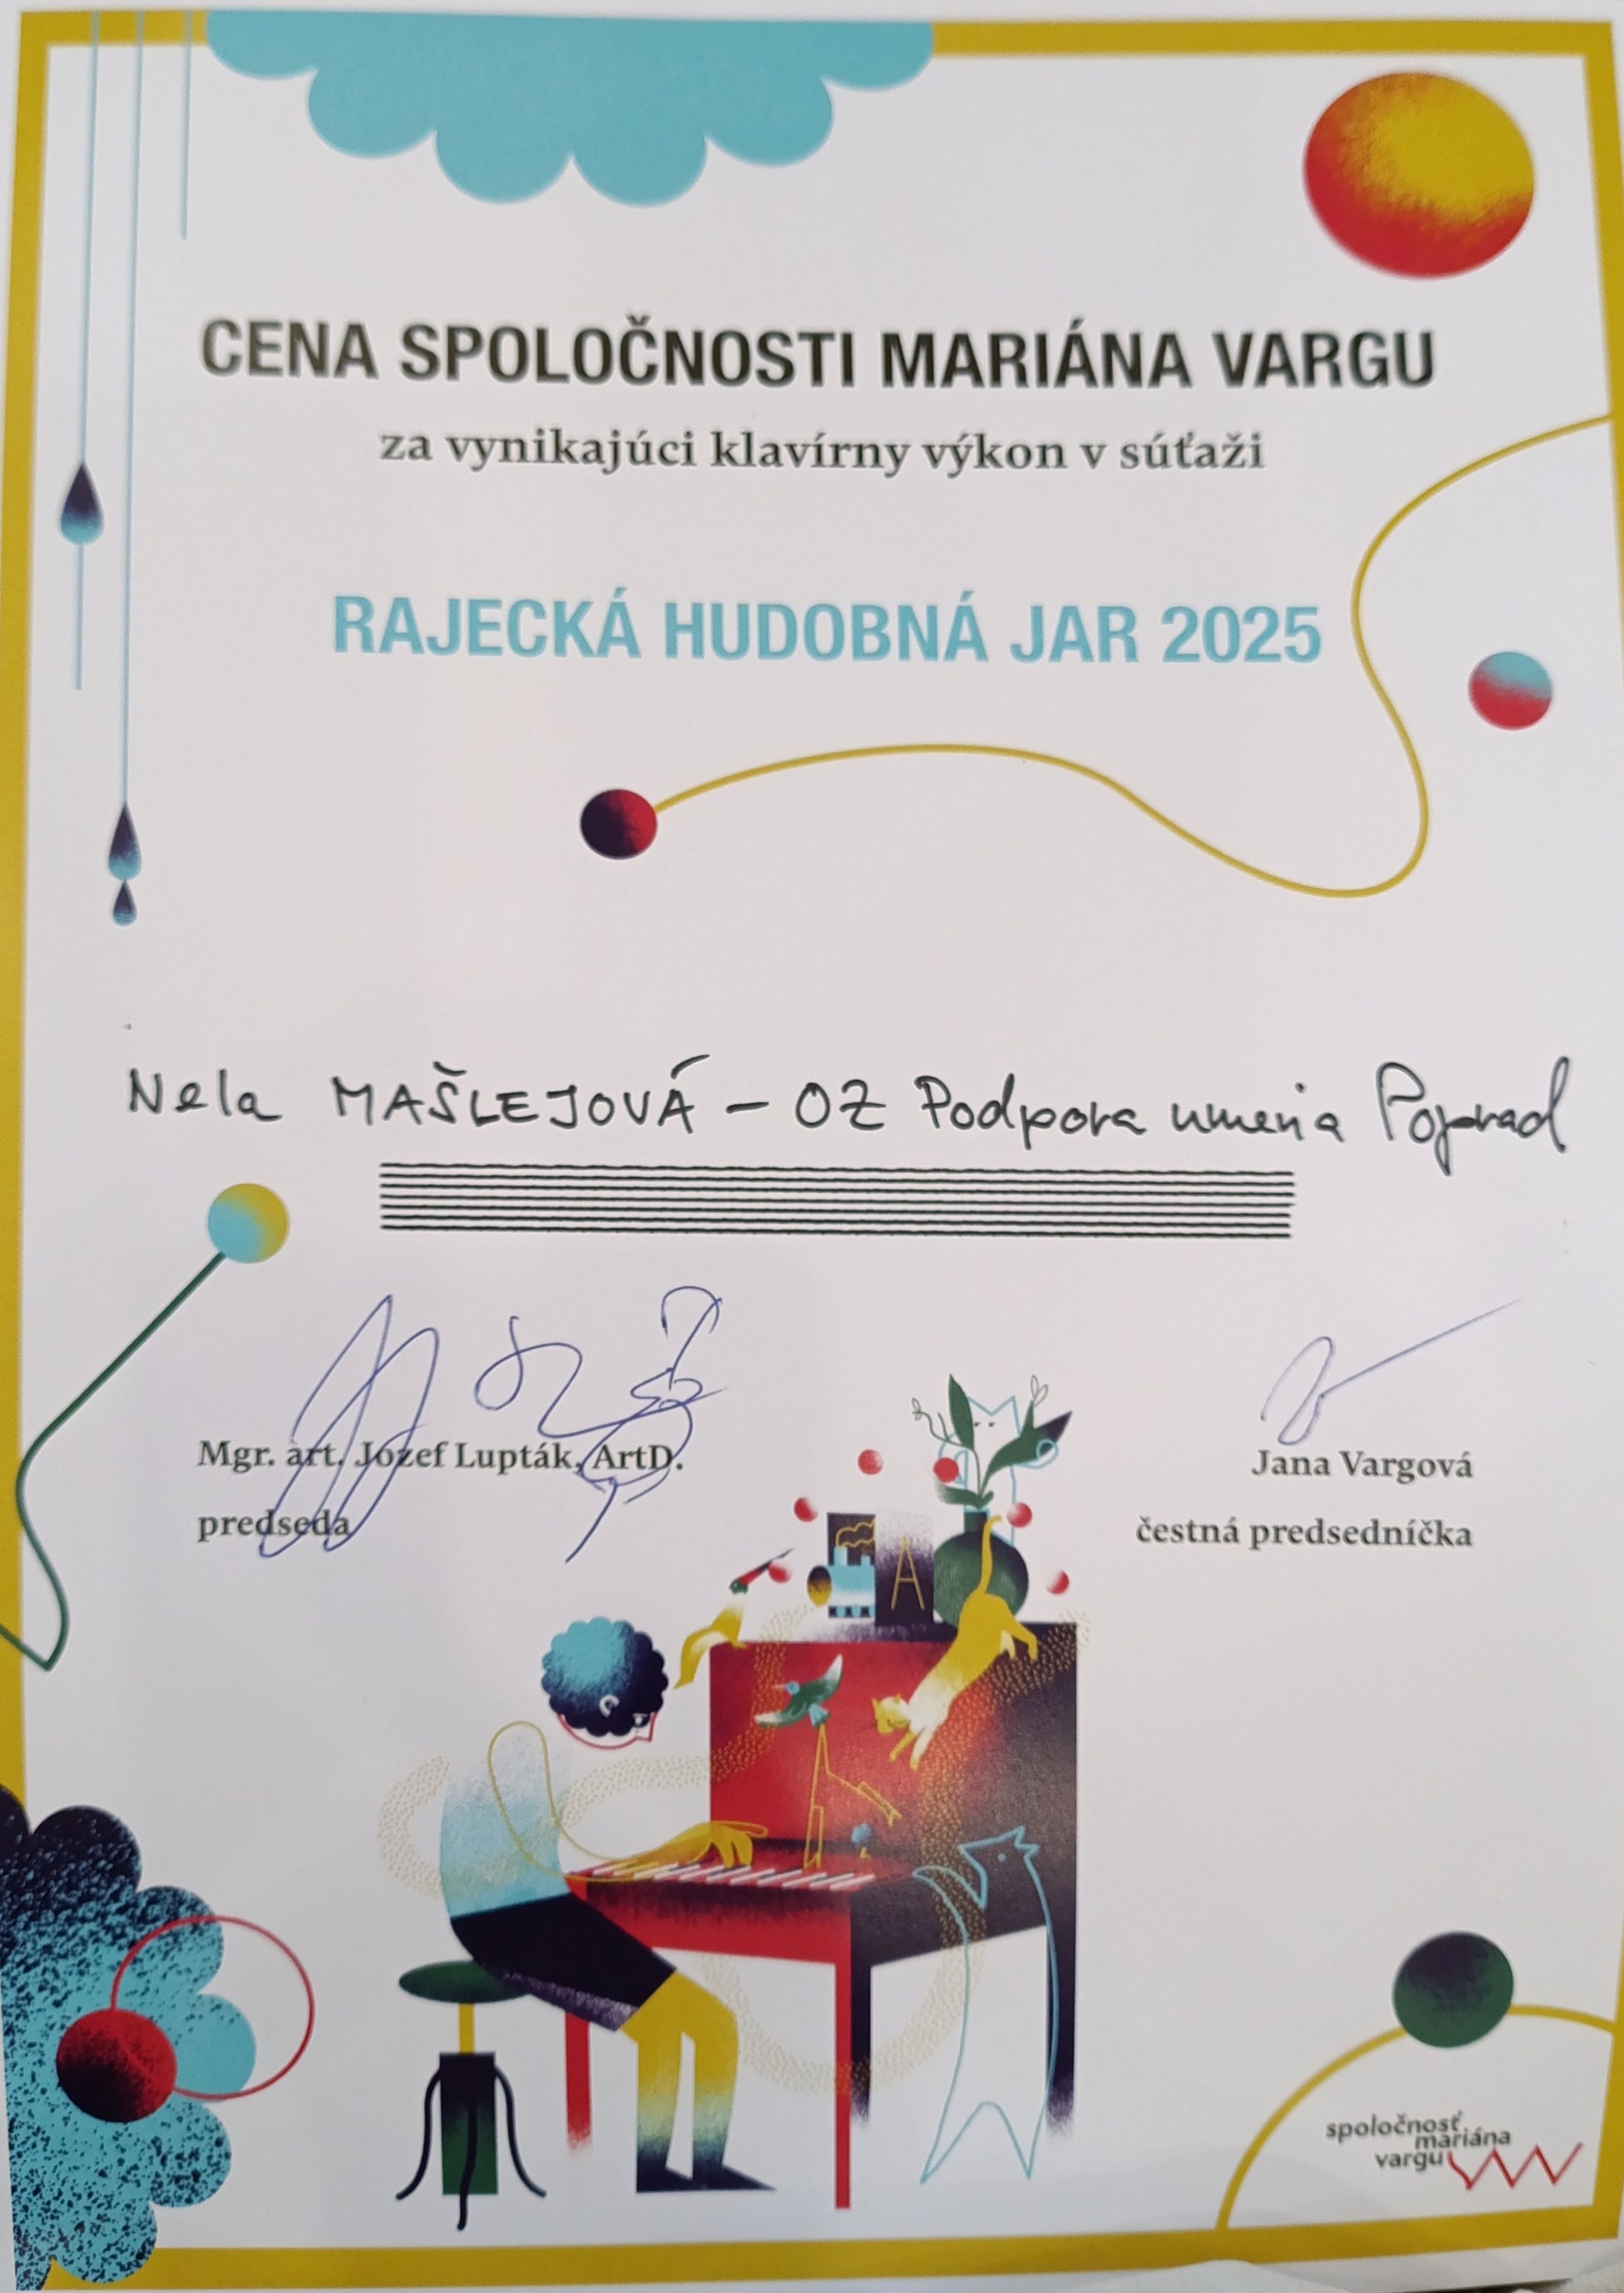 CENA SPOLOČNOSTI MARIÁNA VARGU
za vynikajúci klavírny výkon v súťaži
RAJECKÁ HUDOBNÁ JAR 2025
Nela MAŠLEJOVÁ – OZ Podpora umenia Poprad
Mgr. art. Jozef Lupták, ArtD.
predseda
Jana Vargová
čestná predsedníčka
spoločnosť
mariána
vargu